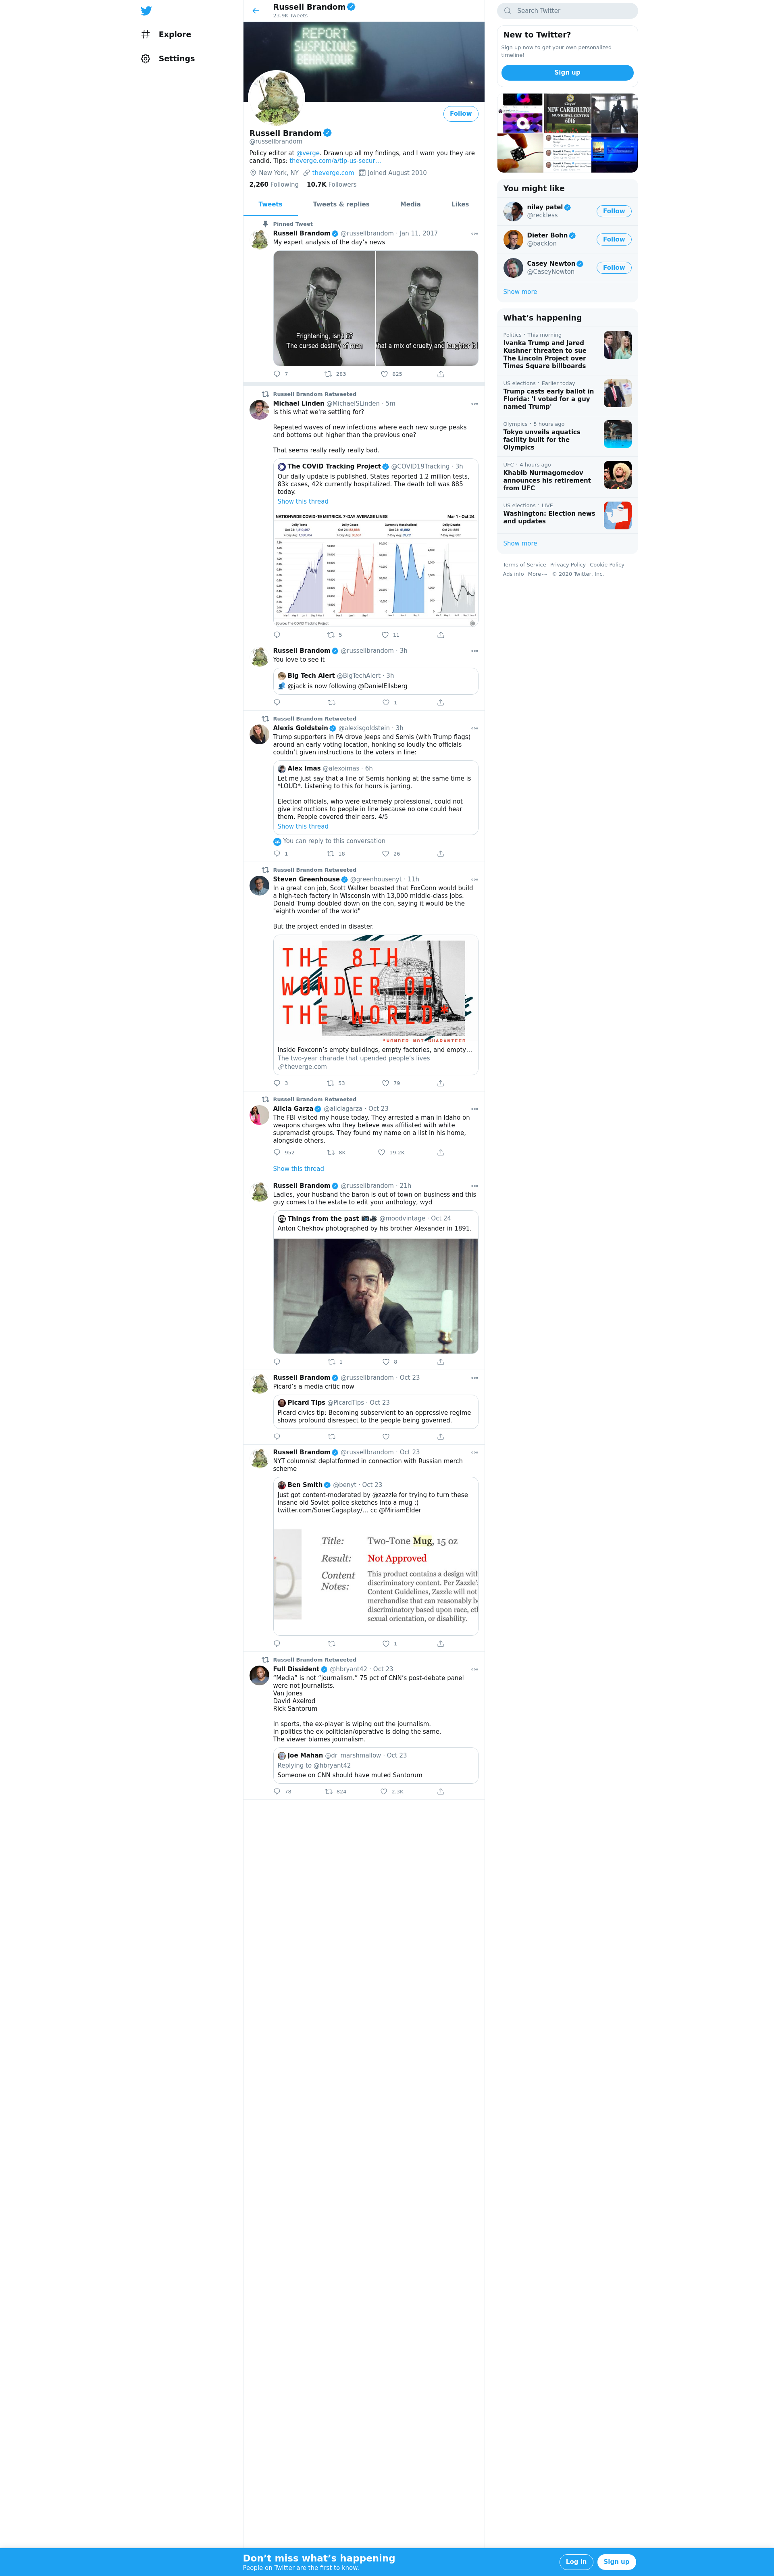 Explore
Settings
Russell Brandom
23.9K Tweets
REPORT
SUSPICIOUS
BEHAVIOUR
Follow
Russell Brandom
@russellbrandom
Policy editor at @verge. Drawn up all my findings, and I warn you they are
candid. Tips: theverge.com/a/tip-us-secur…
New York, NY theverge.com Joined August 2010
2,260 Following 10.7K Followers
Tweets Tweets & replies Media Likes
Pinned Tweet
Russell Brandom @russellbrandom · Jan 11, 2017
My expert analysis of the day's news
Frightening, isn't it?
The cursed destiny of man
that a mix of cruelty and laughter it i
7 283 825
Russell Brandom Retweeted
Michael Linden @MichaelSLinden · 5m
Is this what we're settling for?
Repeated waves of new infections where each new surge peaks
and bottoms out higher than the previous one?
That seems really really really bad.
The COVID Tracking Project @COVID19Tracking · 3h
Our daily update is published. States reported 1.2 million tests,
83k cases, 42k currently hospitalized. The death toll was 885
today.
Show this thread
NATIONWIDE COVID-19 METRICS. 7-DAY AVERAGE LINES Mar 1 - Oct 24
Daily Tests Daily Cases Currently Hospitalized Daily Deaths
Source: The COVID Tracking Project
5 11
Russell Brandom @russellbrandom · 3h
You love to see it
Big Tech Alert @BigTechAlert · 3h
@jack is now following @DanielEllsberg
1
Russell Brandom Retweeted
Alexis Goldstein @alexisgoldstein · 3h
Trump supporters in PA drove Jeeps and Semis (with Trump flags)
around an early voting location, honking so loudly the officials
couldn't given instructions to the voters in line:
Alex Imas @alexoimas · 6h
Let me just say that a line of Semis honking at the same time is
*LOUD*. Listening to this for hours is jarring.
Election officials, who were extremely professional, could not
give instructions to people in line because no one could hear
them. People covered their ears. 4/5
Show this thread
You can reply to this conversation
1 18 26
Russell Brandom Retweeted
Steven Greenhouse @greenhousenyt · 11h
In a great con job, Scott Walker boasted that FoxConn would build
a high-tech factory in Wisconsin with 13,000 middle-class jobs.
Donald Trump doubled down on the con, saying it would be the
"eighth wonder of the world"
But the project ended in disaster.
THE 8TH
WONDER OF
THE WORLD*
*WONDER NOT GUARANTEED
Inside Foxconn's empty buildings, empty factories, and empty…
The two-year charade that upended people's lives
theverge.com
3 53 79
Russell Brandom Retweeted
Alicia Garza @aliciagarza · Oct 23
The FBI visited my house today. They arrested a man in Idaho on
weapons charges who they believe was affiliated with white
supremacist groups. They found my name on a list in his home,
alongside others.
952 8K 19.2K
Show this thread
Russell Brandom @russellbrandom · 21h
Ladies, your husband the baron is out of town on business and this
guy comes to the estate to edit your anthology, wyd
Things from the past @moodvintage · Oct 24
Anton Chekhov photographed by his brother Alexander in 1891.
1 8
Russell Brandom @russellbrandom · Oct 23
Picard's a media critic now
Picard Tips @PicardTips · Oct 23
Picard civics tip: Becoming subservient to an oppressive regime
shows profound disrespect to the people being governed.
Russell Brandom @russellbrandom · Oct 23
NYT columnist deplatformed in connection with Russian merch
scheme
Ben Smith @benyt · Oct 23
Just got content-moderated by @zazzle for trying to turn these
insane old Soviet police sketches into a mug :(
twitter.com/SonerCagaptay/… cc @MiriamElder
Title: Two-Tone Mug, 15 oz
Result: Not Approved
Content Notes: This product contains a design with
discriminatory content. Per Zazzle's
Content Guidelines, Zazzle will not
merchandise that can reasonably be
discriminatory based upon race, eth
sexual orientation, or disability.
1
Russell Brandom Retweeted
Full Dissident @hbryant42 · Oct 23
"Media" is not "journalism." 75 pct of CNN's post-debate panel
were not journalists.
Van Jones
David Axelrod
Rick Santorum
In sports, the ex-player is wiping out the journalism.
In politics the ex-politician/operative is doing the same.
The viewer blames journalism.
Joe Mahan @dr_marshmallow · Oct 23
Replying to @hbryant42
Someone on CNN should have muted Santorum
78 824 2.3K
Search Twitter
New to Twitter?
Sign up now to get your own personalized
timeline!
Sign up
City of
NEW CARROLLTON
MUNICIPAL CENTER
6016
You might like
nilay patel
@reckless
Follow
Dieter Bohn
@backlon
Follow
Casey Newton
@CaseyNewton
Follow
Show more
What's happening
Politics · This morning
Ivanka Trump and Jared
Kushner threaten to sue
The Lincoln Project over
Times Square billboards
US elections · Earlier today
Trump casts early ballot in
Florida: 'I voted for a guy
named Trump'
Olympics · 5 hours ago
Tokyo unveils aquatics
facility built for the
Olympics
UFC · 4 hours ago
Khabib Nurmagomedov
announces his retirement
from UFC
US elections · LIVE
Washington: Election news
and updates
Show more
Terms of Service Privacy Policy Cookie Policy
Ads info More © 2020 Twitter, Inc.
Don't miss what's happening
People on Twitter are the first to know.
Log in Sign up